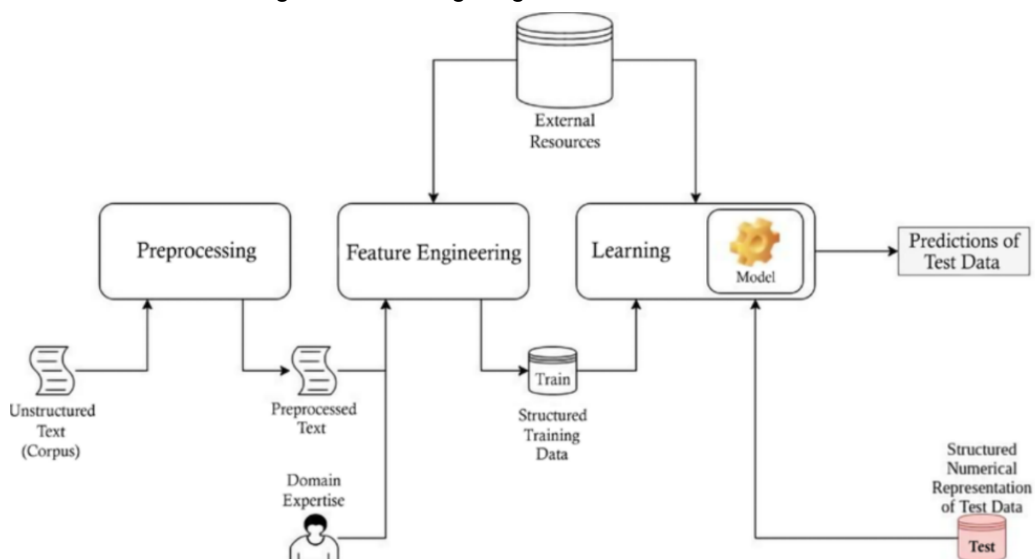 External
Resources
Preprocessing
Feature Engineering
Learning
Model
Predictions of
Test Data
Unstructured
Text
(Corpus)
Preprocessed
Text
Domain
Expertise
Train
Structured
Training
Data
Structured
Numerical
Representation
of Test Data
Test